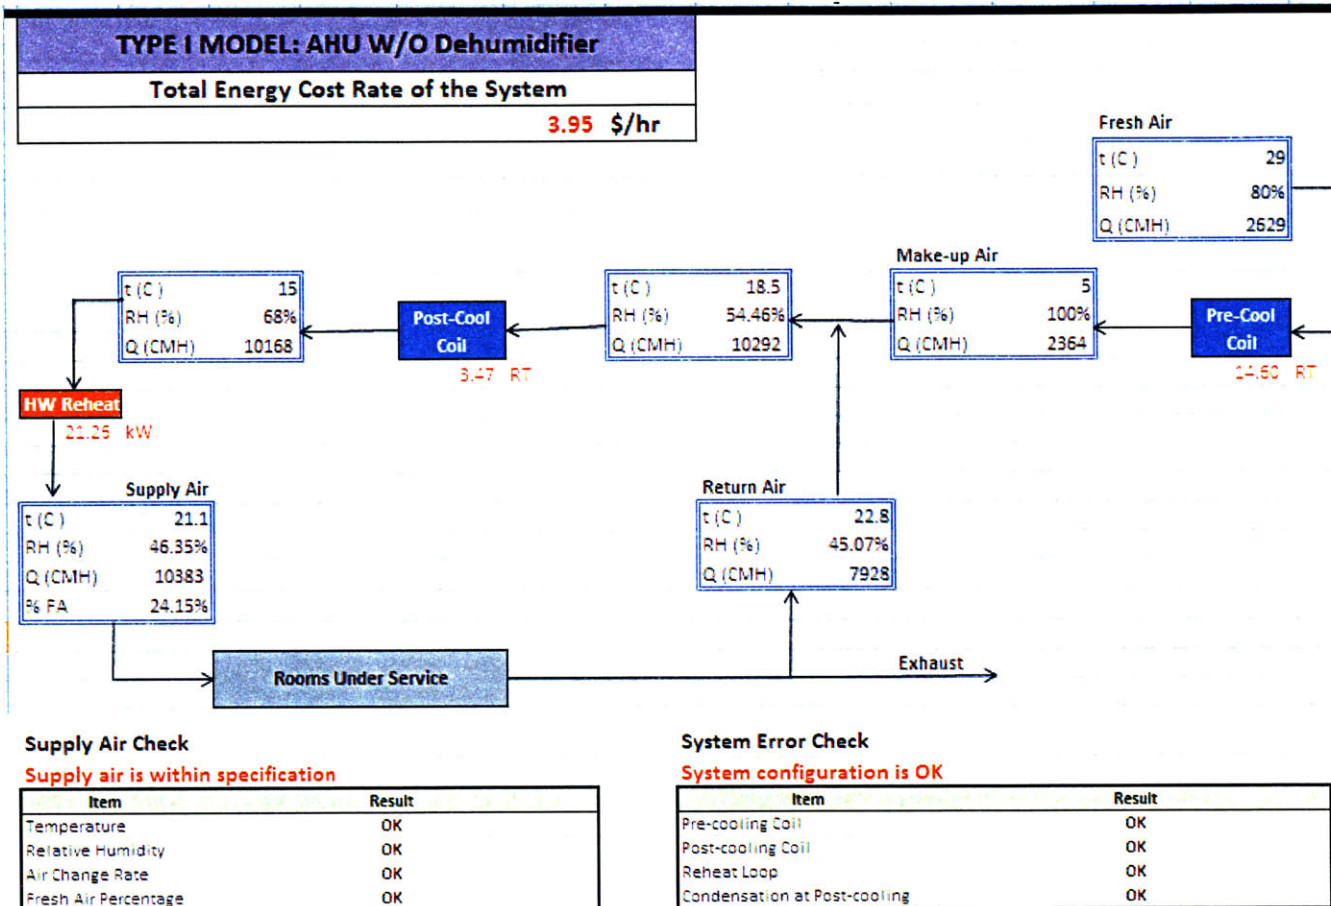 TYPE I MODEL: AHU W/O Dehumidifier
Total Energy Cost Rate of the System
3.95 $/hr
Fresh Air
t (C ) 29
RH (%) 80%
Q (CMH) 2629
Make-up Air
t (C ) 5
RH (%) 100%
Q (CMH) 2364
Pre-Cool
Coil
14.60 RT
t (C ) 18.5
RH (%) 54.46%
Q (CMH) 10292
Post-Cool
Coil
3.47 RT
t (C ) 15
RH (%) 68%
Q (CMH) 10168
HW Reheat
21.25 kW
Supply Air
t (C ) 21.1
RH (%) 46.35%
Q (CMH) 10383
% FA 24.15%
Return Air
t (C ) 22.8
RH (%) 45.07%
Q (CMH) 7928
Rooms Under Service
Exhaust
Supply Air Check
Supply air is within specification
Item Result
Temperature OK
Relative Humidity OK
Air Change Rate OK
Fresh Air Percentage OK
System Error Check
System configuration is OK
Item Result
Pre-cooling Coil OK
Post-cooling Coil OK
Reheat Loop OK
Condensation at Post-cooling OK